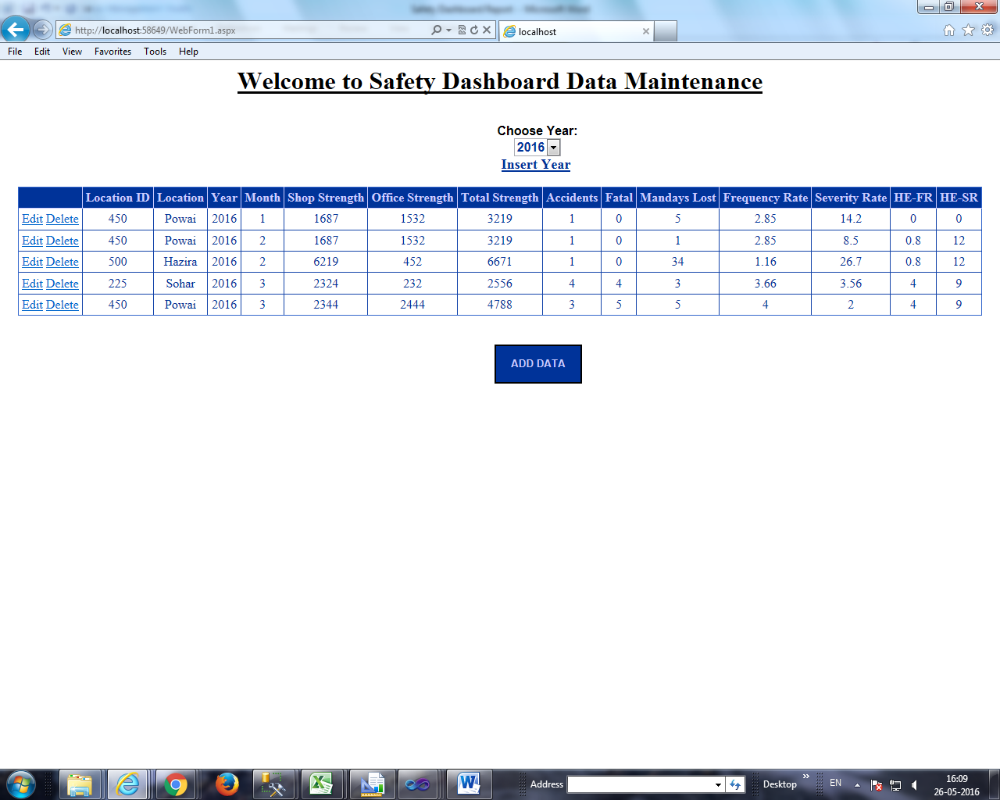 Safety Dashboard Report - Microsoft Word
http://localhost:58649/WebForm1.aspx
localhost
File Edit View Favorites Tools Help
Welcome to Safety Dashboard Data Maintenance
Choose Year:
2016
Insert Year
Location ID Location Year Month Shop Strength Office Strength Total Strength Accidents Fatal Mandays Lost Frequency Rate Severity Rate HE-FR HE-SR
Edit Delete 450 Powai 2016 1 1687 1532 3219 1 0 5 2.85 14.2 0 0
Edit Delete 450 Powai 2016 2 1687 1532 3219 1 0 1 2.85 8.5 0.8 12
Edit Delete 500 Hazira 2016 2 6219 452 6671 1 0 34 1.16 26.7 0.8 12
Edit Delete 225 Sohar 2016 3 2324 232 2556 4 4 3 3.66 3.56 4 9
Edit Delete 450 Powai 2016 3 2344 2444 4788 3 5 5 4 2 4 9
ADD DATA
Address Desktop » EN 16:09
26-05-2016